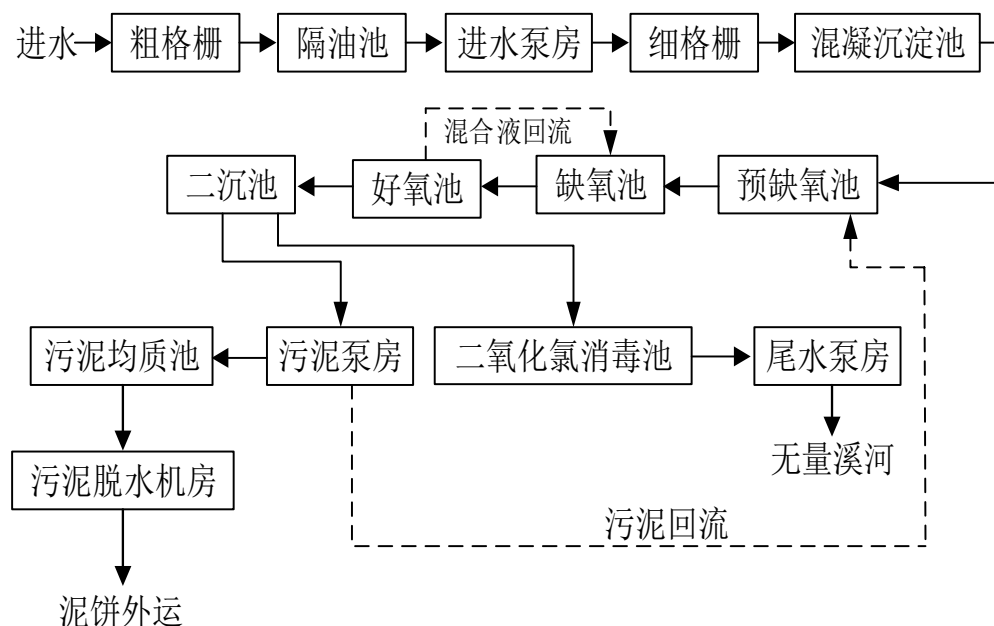 进水
粗格栅
隔油池
进水泵房
细格栅
混凝沉淀池
混合液回流
二沉池
好氧池
缺氧池
预缺氧池
污泥均质池
污泥泵房
二氧化氯消毒池
尾水泵房
无量溪河
污泥脱水机房
污泥回流
泥饼外运